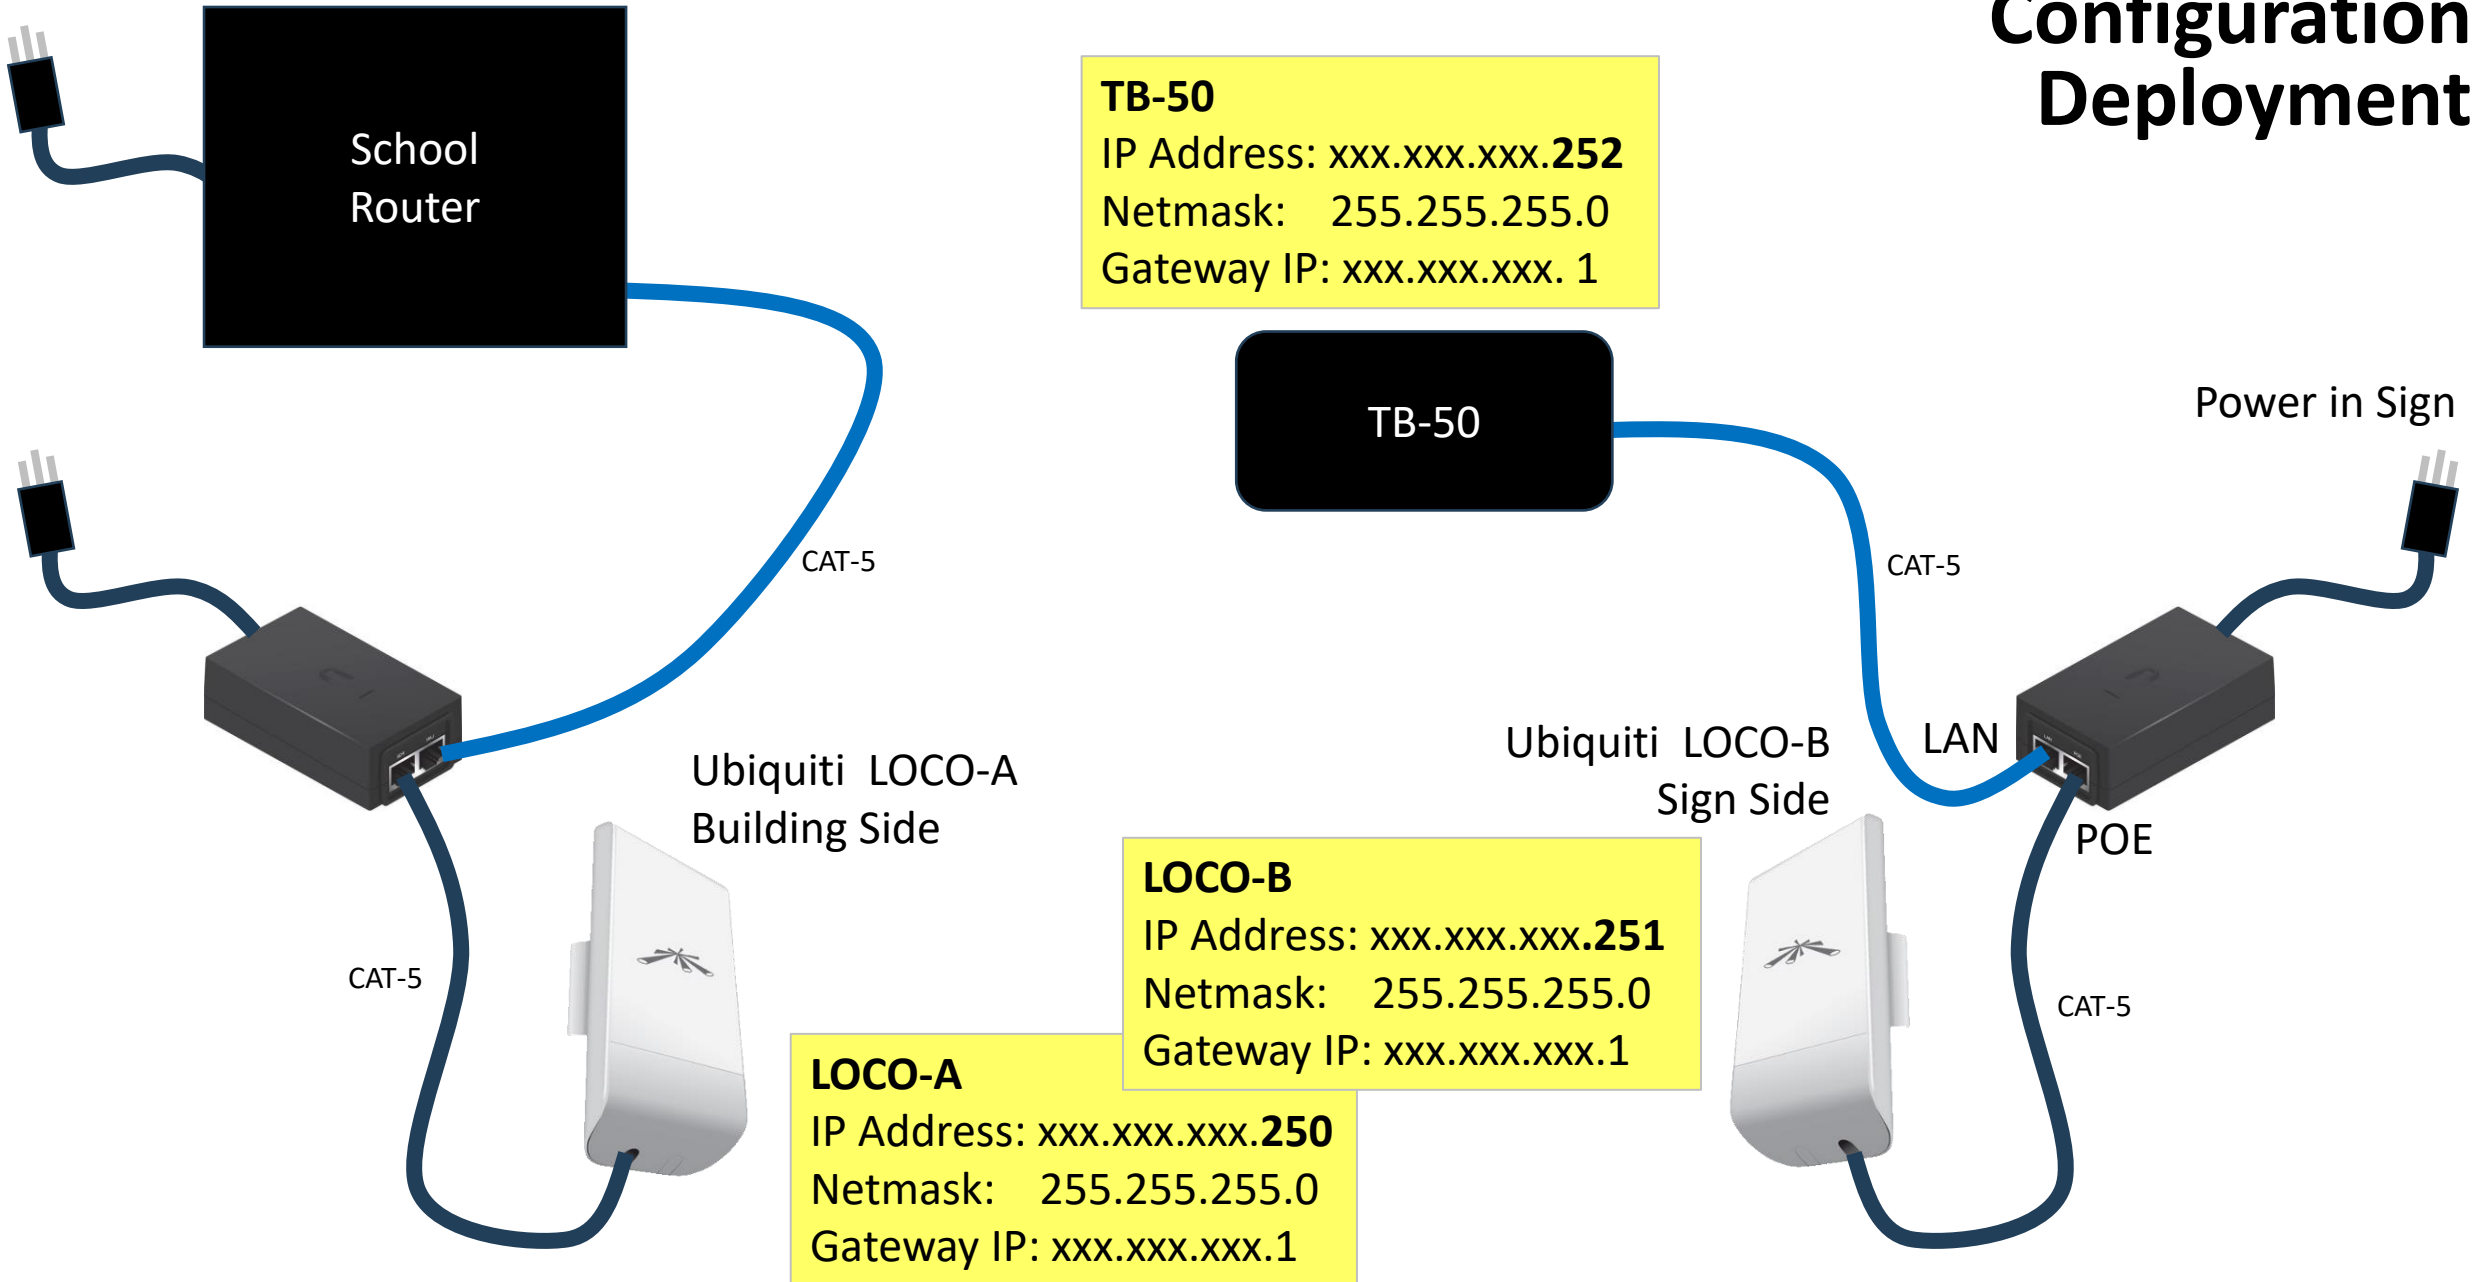 Configuration
Deployment
School
Router
TB-50
IP Address: xxx.xxx.xxx.252
Netmask: 255.255.255.0
Gateway IP: xxx.xxx.xxx. 1
TB-50
Power in Sign
CAT-5
CAT-5
Ubiquiti LOCO-A
Building Side
Ubiquiti LOCO-B
Sign Side
LAN
LAN
POE
POE
CAT-5
LOCO-B
IP Address: xxx.xxx.xxx.251
Netmask: 255.255.255.0
Gateway IP: xxx.xxx.xxx.1
CAT-5
LOCO-A
IP Address: xxx.xxx.xxx.250
Netmask: 255.255.255.0
Gateway IP: xxx.xxx.xxx.1